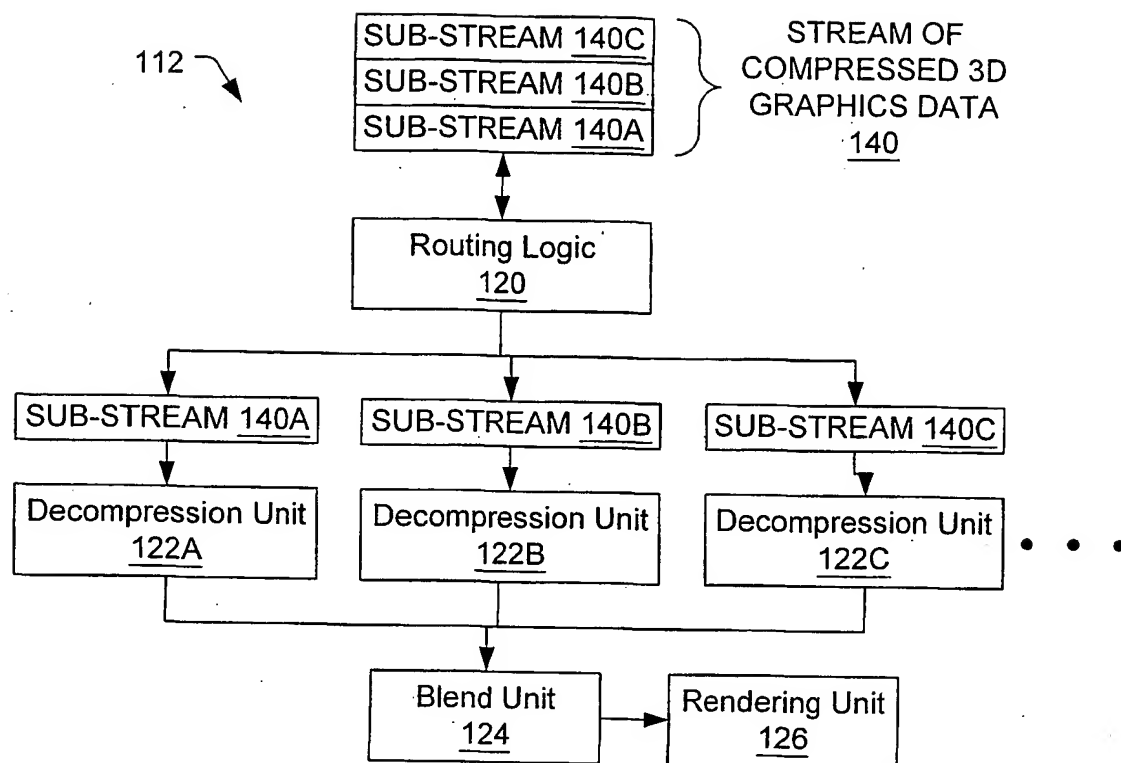 112
SUB-STREAM 140C
SUB-STREAM 140B
SUB-STREAM 140A
STREAM OF
COMPRESSED 3D
GRAPHICS DATA
140
Routing Logic
120
SUB-STREAM 140A
SUB-STREAM 140B
SUB-STREAM 140C
Decompression Unit
122A
Decompression Unit
122B
Decompression Unit
122C
Blend Unit
124
Rendering Unit
126